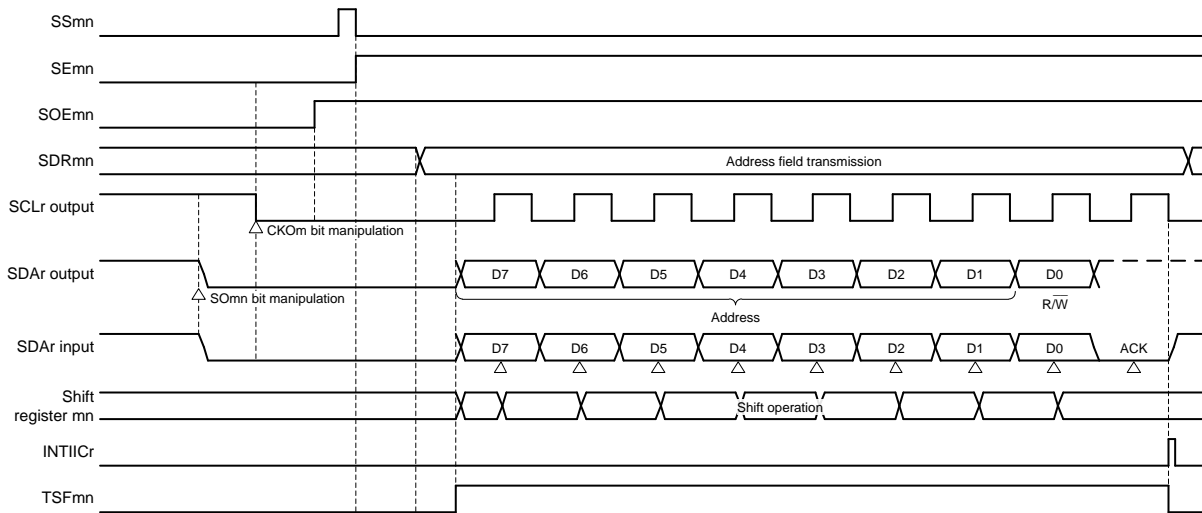 SSmn
SEmn
SOEmn
SDRmn
Address field transmission
SCLr output
CKOm bit manipulation
SDAr output
D7 D6 D5 D4 D3 D2 D1 D0
SOmn bit manipulation
Address
R/W̅
SDAr input
D7 D6 D5 D4 D3 D2 D1 D0 ACK
Shift
register mn
Shift operation
INTIICr
TSFmn